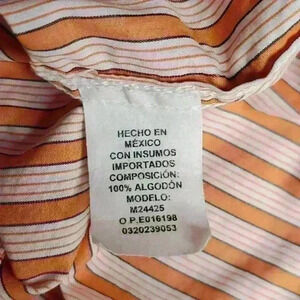 HECHO EN
MÉXICO
CON INSUMOS
IMPORTADOS
COMPOSICIÓN:
100% ALGODÓN
MODELO:
M24425
O P.E016198
0320239053